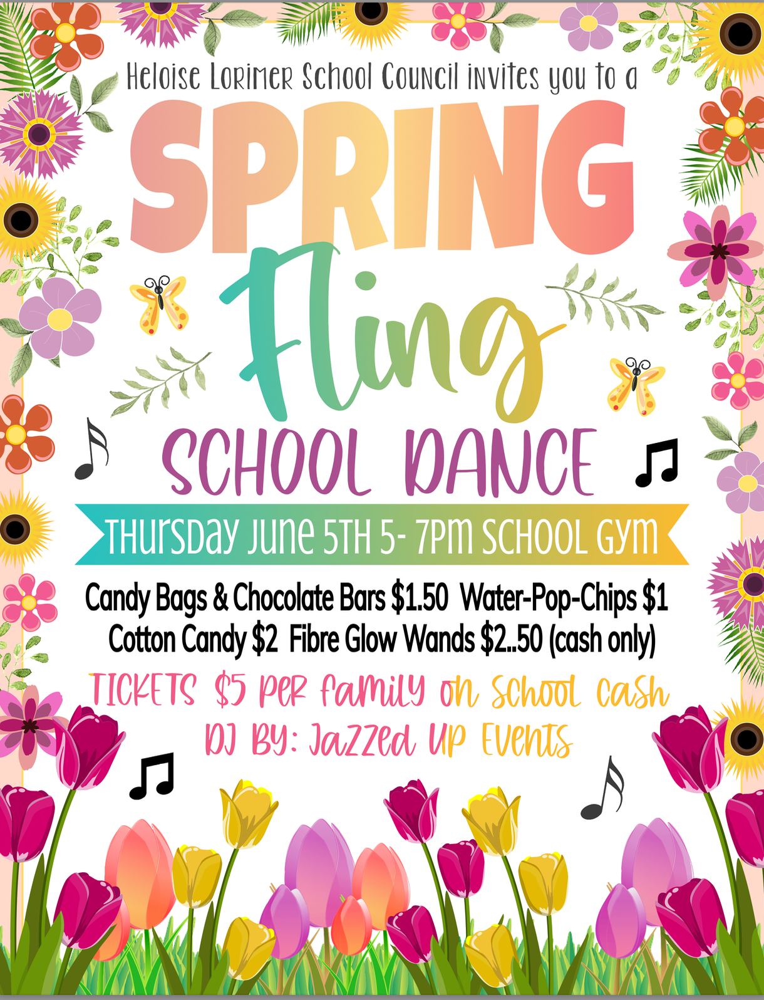 Heloise Lorimer School Council invites you to a
SPRING
Fling
SCHOOL DANCE
THURSDAY JUNE 5TH 5- 7PM SCHOOL GYM
Candy Bags & Chocolate Bars $1.50 Water-Pop-Chips $1
Cotton Candy $2 Fibre Glow Wands $2..50 (cash only)
TICKETS $5 PER family on school cash
DJ BY: Jazzed UP Events